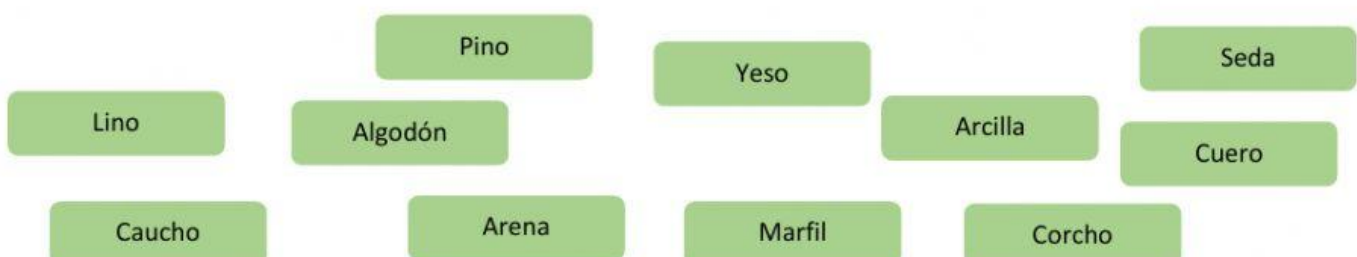 Pino
Yeso
Seda
Lino
Algodón
Arcilla
Cuero
Caucho
Arena
Marfil
Corcho